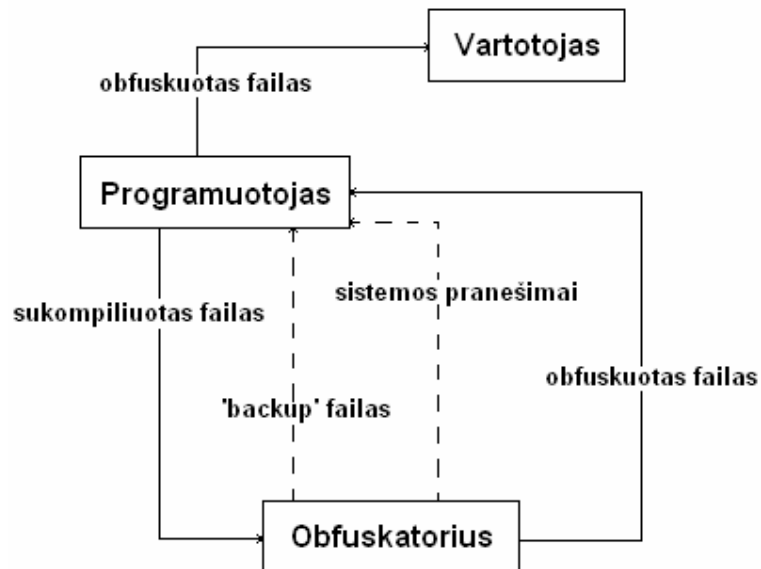 Vartotojas
obfuskuotas failas
Programuotojas
sistemos pranešimai
sukompiliuotas failas
obfuskuotas failas
'backup' failas
Obfuskatorius